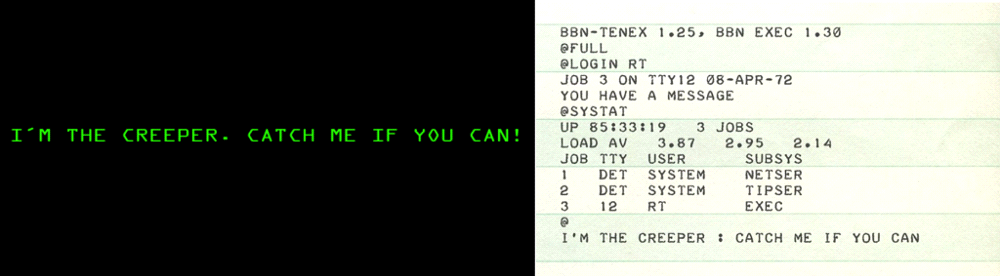 I´M THE CREEPER. CATCH ME IF YOU CAN!
BBN-TENEX 1.25, BBN EXEC 1.30
@FULL
@LOGIN RT
JOB 3 ON TTY12 08-APR-72
YOU HAVE A MESSAGE
@SYSTAT
UP 85:33:19   3 JOBS
LOAD AV   3.87   2.95   2.14
JOB TTY   USER      SUBSYS
1   DET   SYSTEM    NETSER
2   DET   SYSTEM    TIPSER
3   12    RT        EXEC
@
I'M THE CREEPER : CATCH ME IF YOU CAN